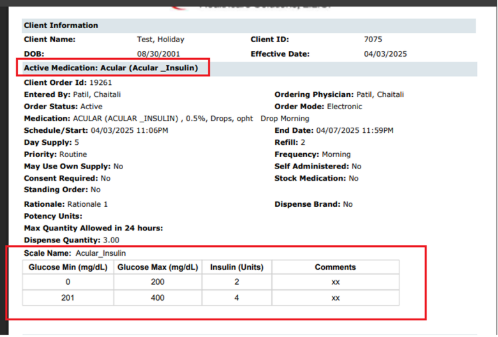 Client Information
Client Name: Test, Holiday Client ID: 7075
DOB: 08/30/2001 Effective Date: 04/03/2025
Active Medication: Acular (Acular _Insulin)
Client Order Id: 19261
Entered By: Patil, Chaitali Ordering Physician: Patil, Chaitali
Order Status: Active Order Mode: Electronic
Medication: ACULAR (ACULAR _INSULIN) , 0.5%, Drops, opht Drop Morning
Schedule/Start: 04/03/2025 11:06PM End Date: 04/07/2025 11:59PM
Day Supply: 5 Refill: 2
Priority: Routine Frequency: Morning
May Use Own Supply: No Self Administered: No
Consent Required: No Stock Medication: No
Standing Order: No
Rationale: Rationale 1 Dispense Brand: No
Potency Units:
Max Quantity Allowed in 24 hours:
Dispense Quantity: 3.00
Scale Name: Acular_Insulin
Glucose Min (mg/dL) Glucose Max (mg/dL) Insulin (Units) Comments
0 200 2 xx
201 400 4 xx